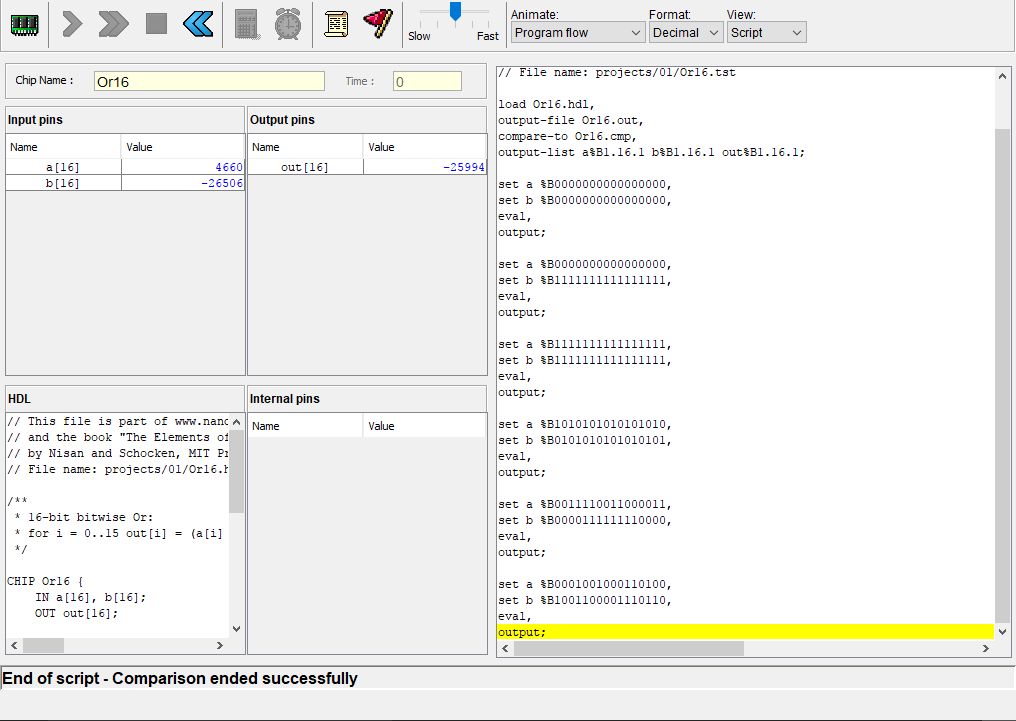 Slow
Fast
Animate:
Program flow
Format:
Decimal
View:
Script
Chip Name :
Or16
Time :
0
Input pins
Name
Value
a[16]
4660
b[16]
-26506
Output pins
Name
Value
out[16]
-25994
HDL
// This file is part of www.nand
// and the book "The Elements of
// by Nisan and Schocken, MIT Pr
// File name: projects/01/Or16.h
/**
* 16-bit bitwise Or:
* for i = 0..15 out[i] = (a[i]
*/
CHIP Or16 {
IN a[16], b[16];
OUT out[16];
Internal pins
Name
Value
// File name: projects/01/Or16.tst
load Or16.hdl,
output-file Or16.out,
compare-to Or16.cmp,
output-list a%B1.16.1 b%B1.16.1 out%B1.16.1;
set a %B0000000000000000,
set b %B0000000000000000,
eval,
output;
set a %B0000000000000000,
set b %B1111111111111111,
eval,
output;
set a %B1111111111111111,
set b %B1111111111111111,
eval,
output;
set a %B1010101010101010,
set b %B0101010101010101,
eval,
output;
set a %B0011110011000011,
set b %B0000111111110000,
eval,
output;
set a %B0001001000110100,
set b %B1001100001110110,
eval,
output;
End of script - Comparison ended successfully